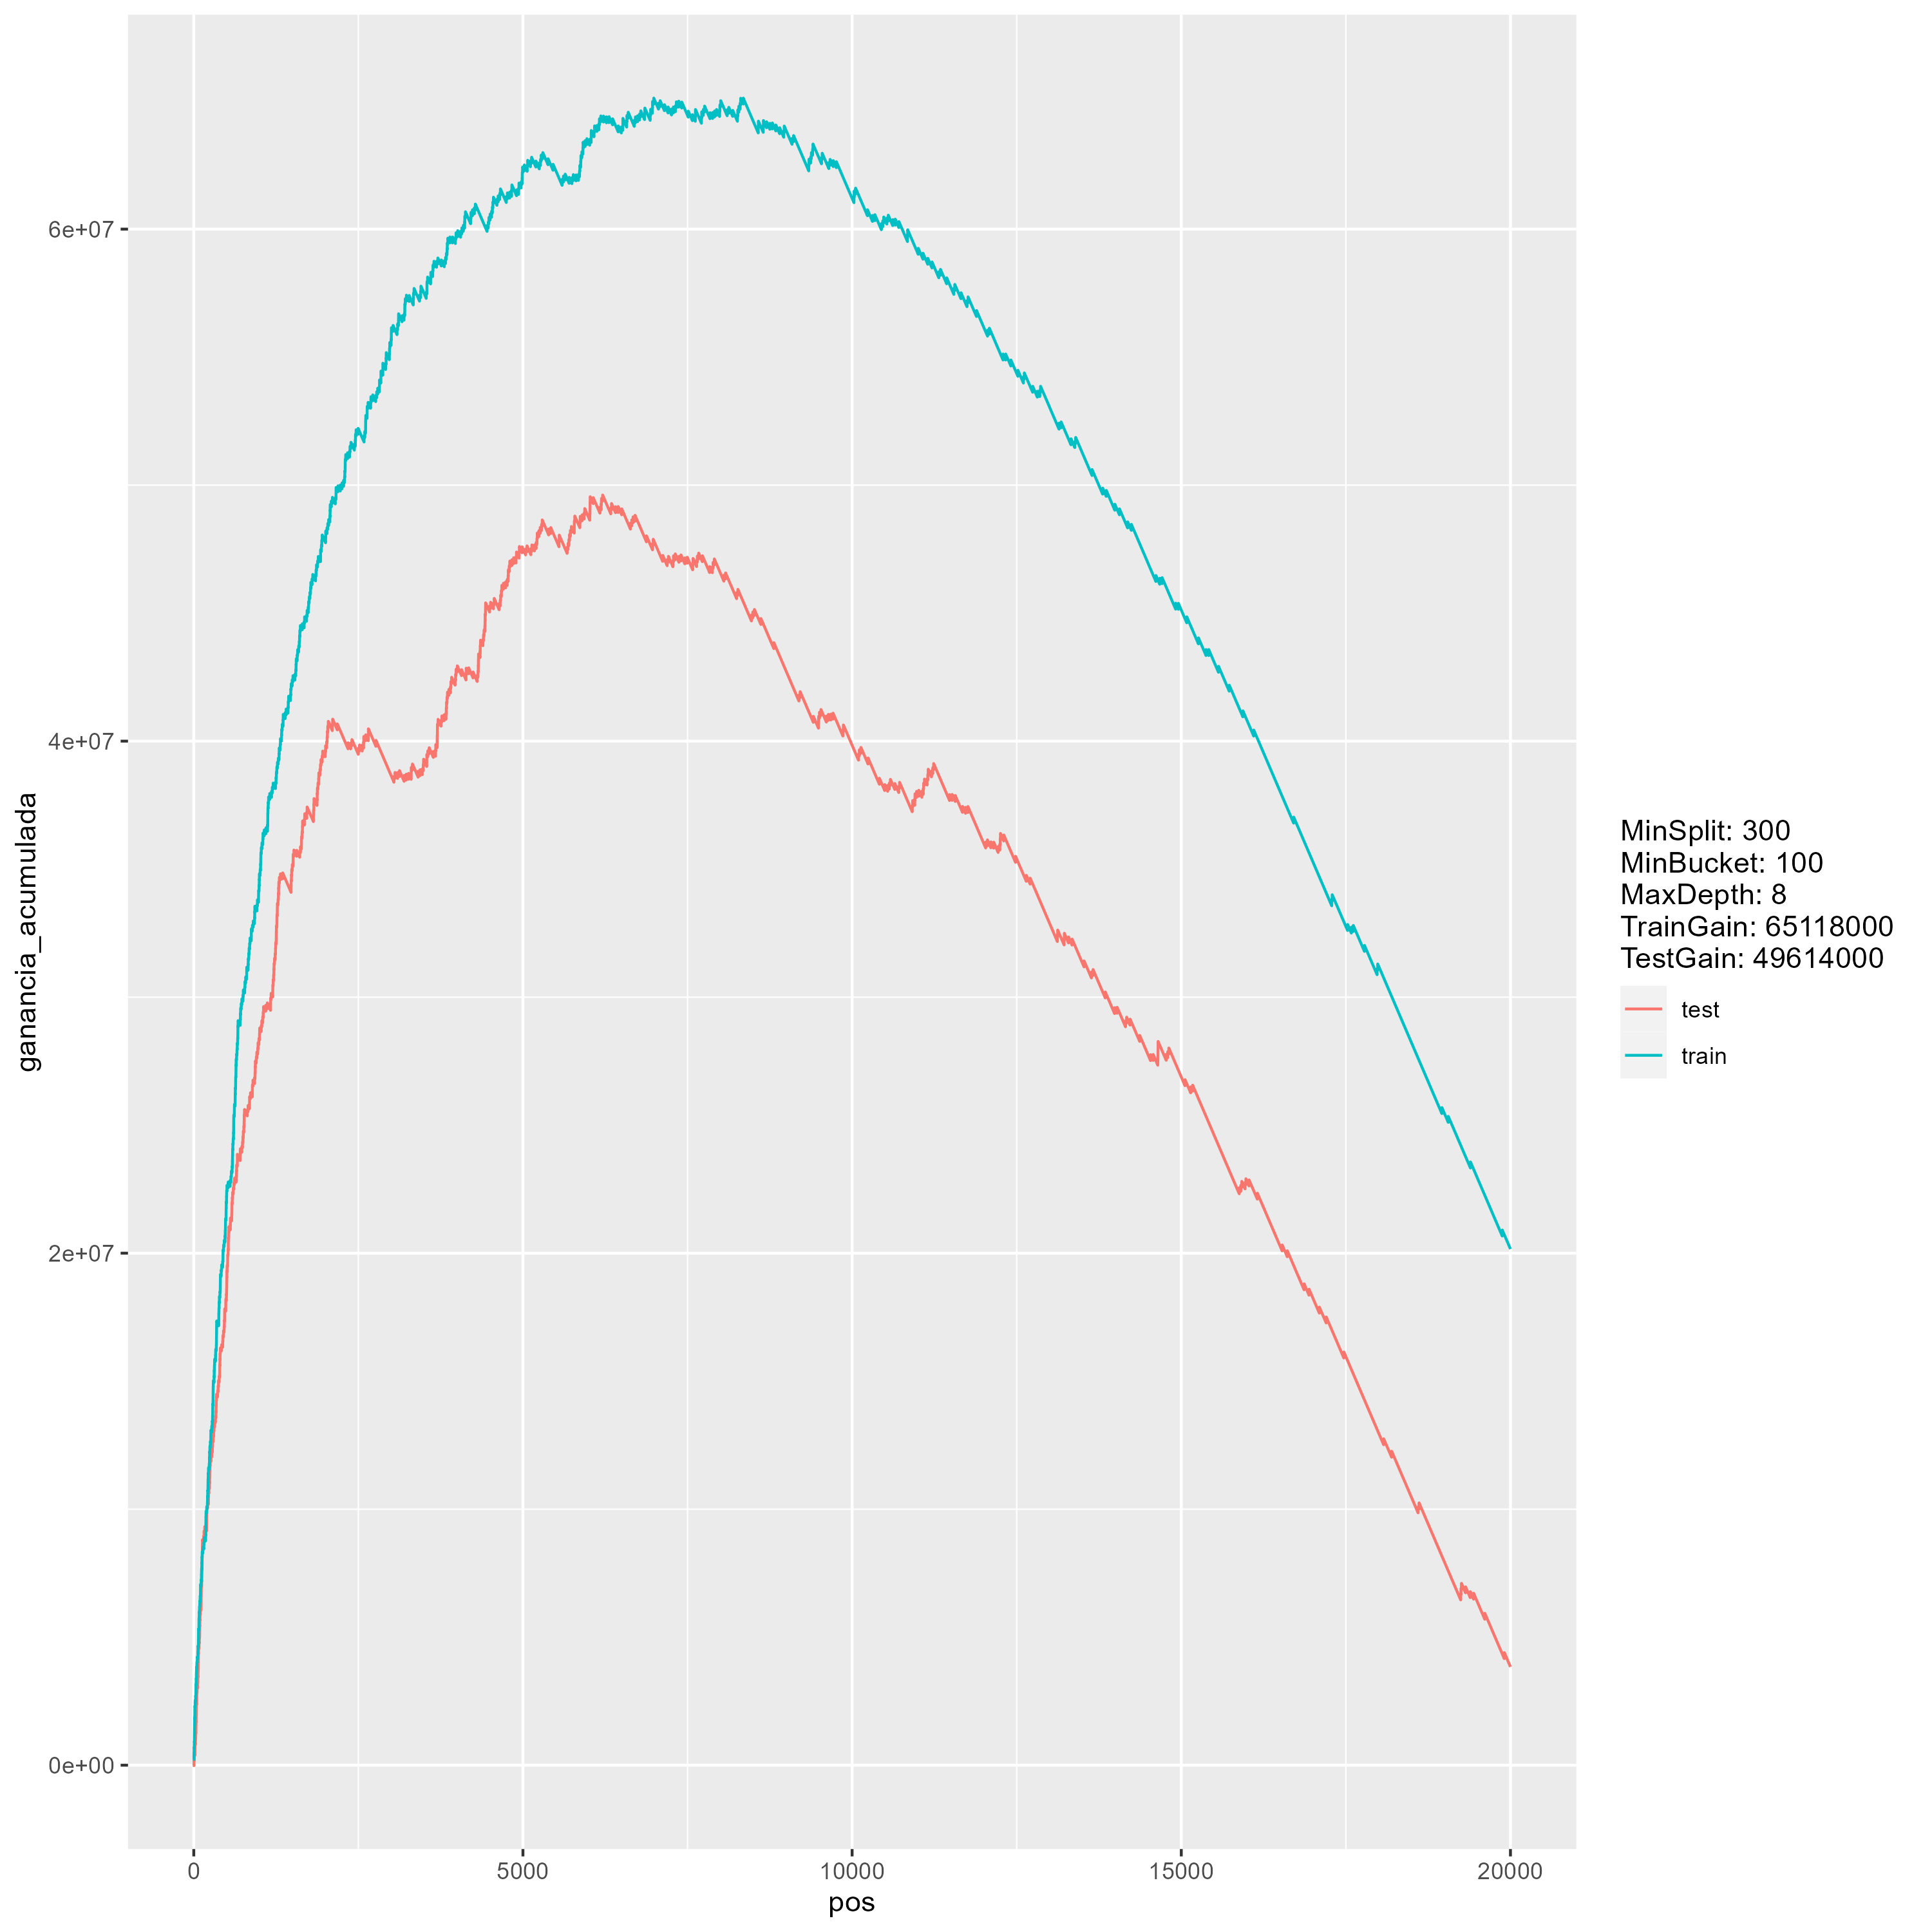 6e+07
4e+07
2e+07
0e+00
ganancia_acumulada
0
5000
10000
15000
20000
pos
MinSplit: 300
MinBucket: 100
MaxDepth: 8
TrainGain: 65118000
TestGain: 49614000
test
train